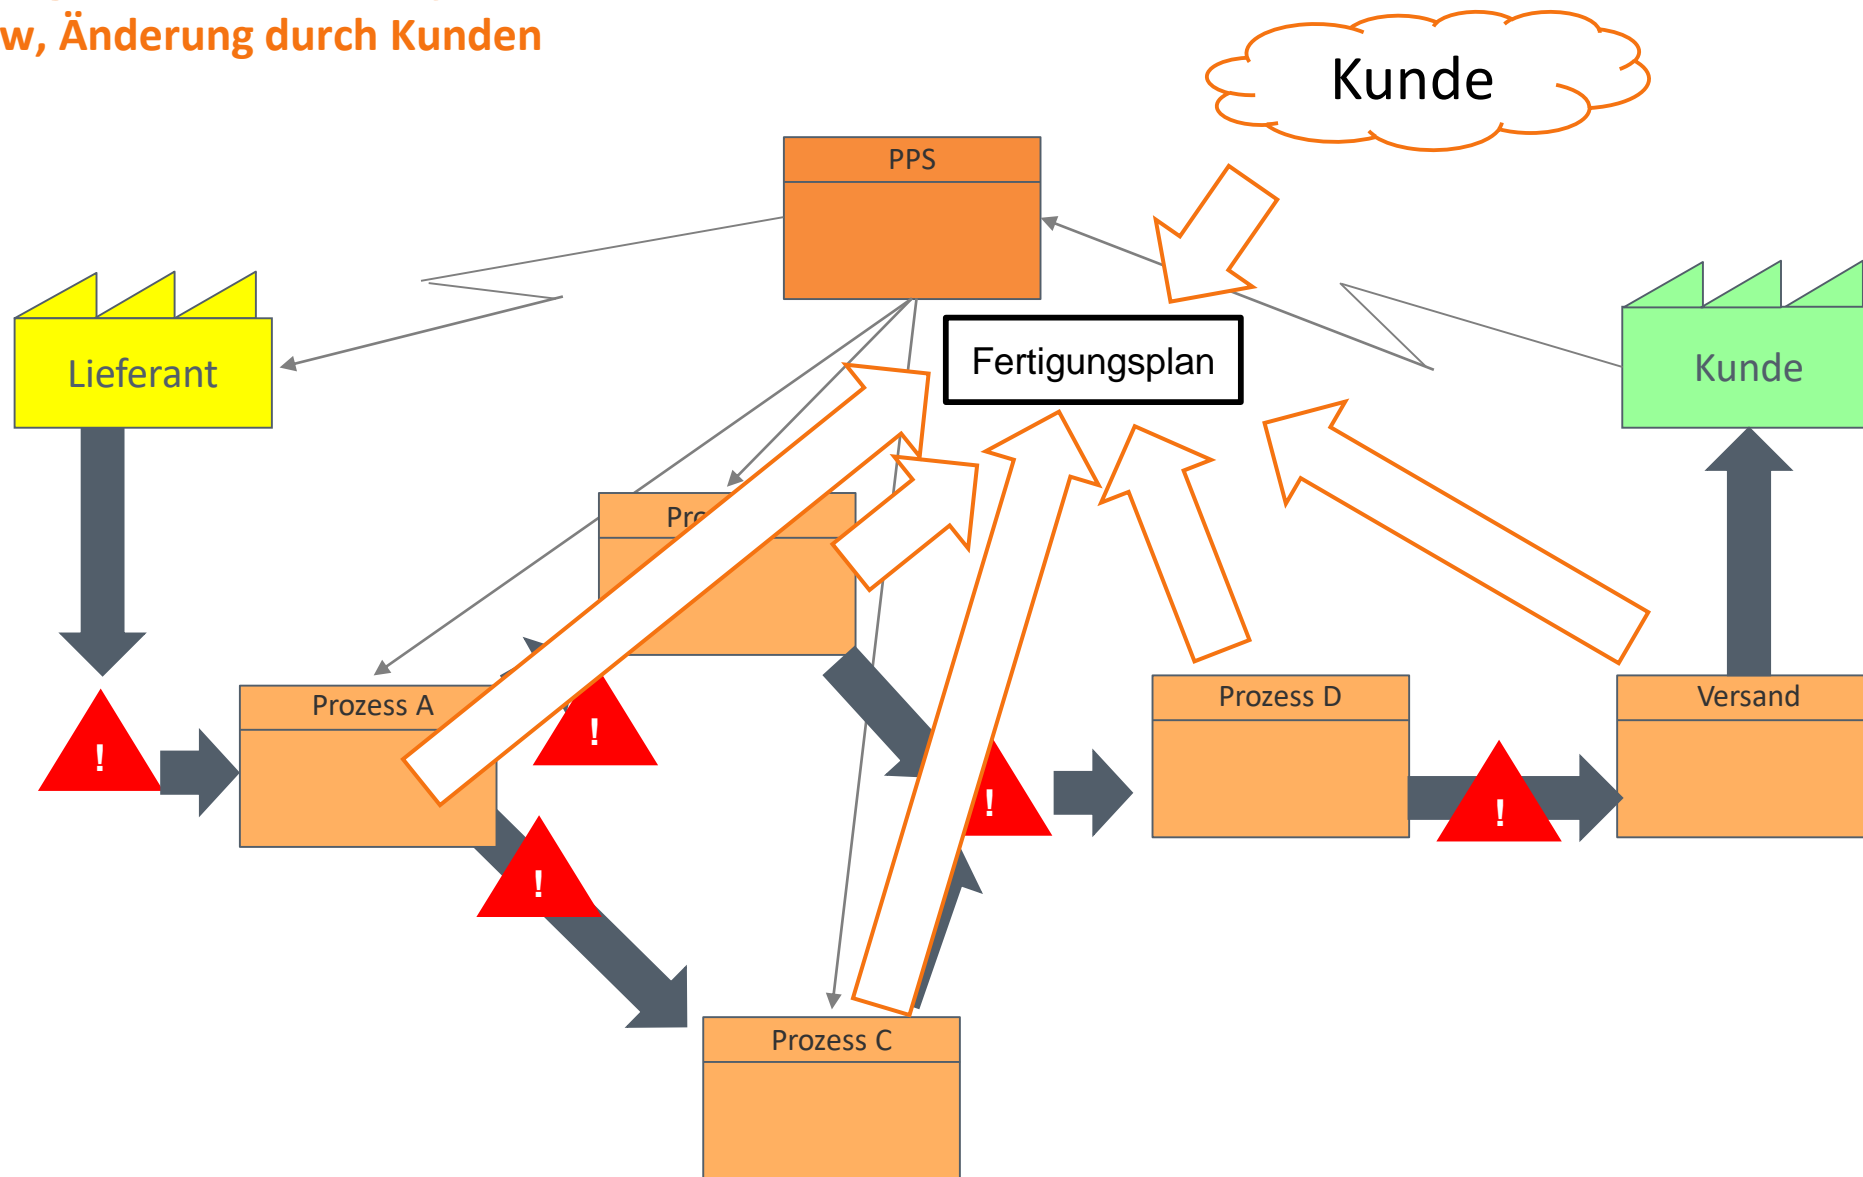 w, Änderung durch Kunden
Kunde
PPS
Fertigungsplan
Lieferant
Kunde
Prozess A
!
!
!
!
Prozess D
!
Versand
Prozess C